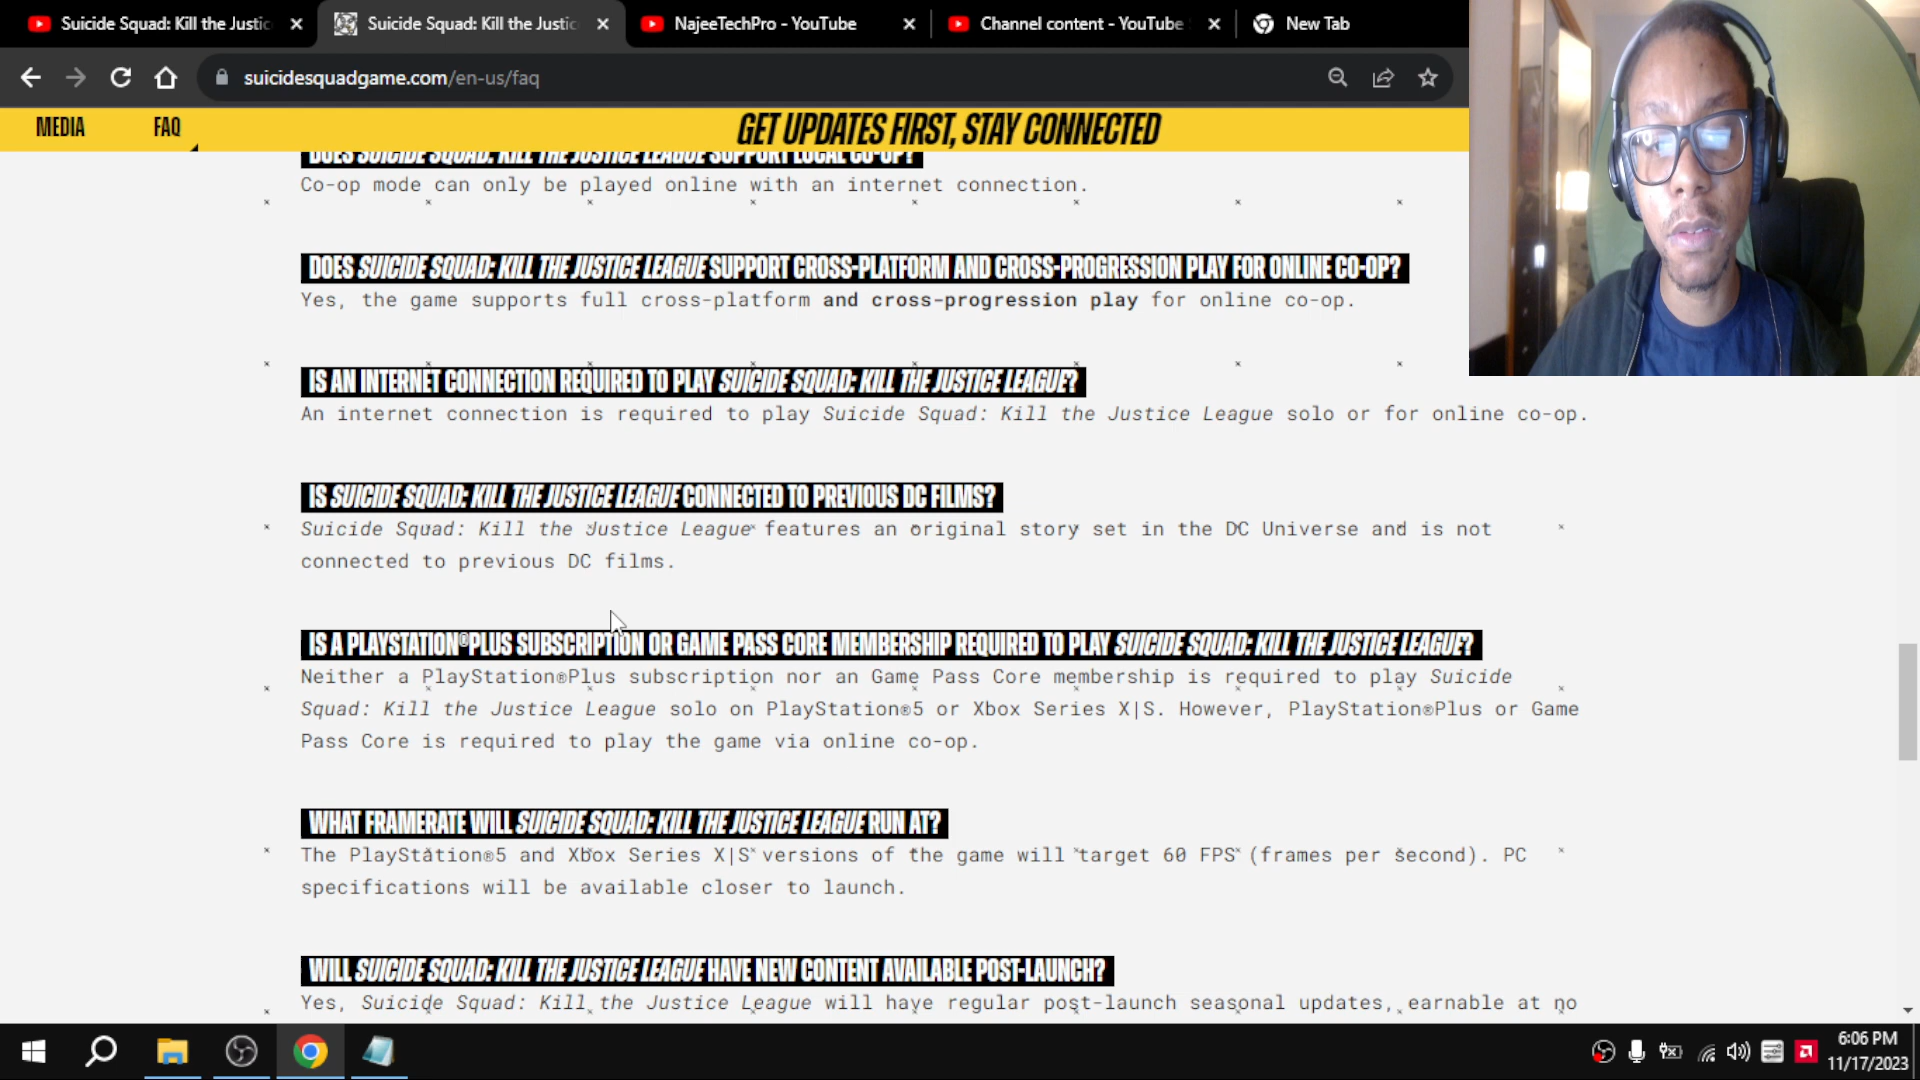 Suicide Squad: Kill the Justic
Suicide Squad: Kill the Justic
NajeeTechPro - YouTube
Channel content - YouTube
New Tab
suicidesquadgame.com/en-us/faq
MEDIA
FAQ
GET UPDATES FIRST, STAY CONNECTED
DOES SUICIDE SQUAD: KILL THE JUSTICE LEAGUE SUPPORT LOCAL CO-OP?
Co-op mode can only be played online with an internet connection.
DOES SUICIDE SQUAD: KILL THE JUSTICE LEAGUE SUPPORT CROSS-PLATFORM AND CROSS-PROGRESSION PLAY FOR ONLINE CO-OP?
Yes, the game supports full cross-platform and cross-progression play for online co-op.
IS AN INTERNET CONNECTION REQUIRED TO PLAY SUICIDE SQUAD: KILL THE JUSTICE LEAGUE?
An internet connection is required to play Suicide Squad: Kill the Justice League solo or for online co-op.
IS SUICIDE SQUAD: KILL THE JUSTICE LEAGUE CONNECTED TO PREVIOUS DC FILMS?
Suicide Squad: Kill the Justice League features an original story set in the DC Universe and is not
connected to previous DC films.
IS A PLAYSTATION®PLUS SUBSCRIPTION OR GAME PASS CORE MEMBERSHIP REQUIRED TO PLAY SUICIDE SQUAD: KILL THE JUSTICE LEAGUE?
Neither a PlayStation®Plus subscription nor an Game Pass Core membership is required to play Suicide
Squad: Kill the Justice League solo on PlayStation®5 or Xbox Series X|S. However, PlayStation®Plus or Game
Pass Core is required to play the game via online co-op.
WHAT FRAMERATE WILL SUICIDE SQUAD: KILL THE JUSTICE LEAGUE RUN AT?
The PlayStation®5 and Xbox Series X|S versions of the game will target 60 FPS (frames per second). PC
specifications will be available closer to launch.
WILL SUICIDE SQUAD: KILL THE JUSTICE LEAGUE HAVE NEW CONTENT AVAILABLE POST-LAUNCH?
Yes, Suicide Squad: Kill the Justice League will have regular post-launch seasonal updates, earnable at no
6:06 PM
11/17/2023